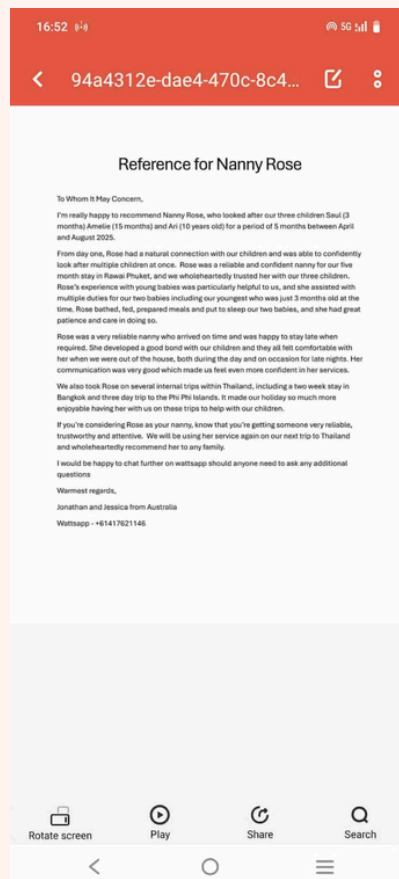 16:52
5G
94a4312e-dae4-470c-8c4...
Reference for Nanny Rose
To Whom It May Concern,
I'm really happy to recommend Nanny Rose, who looked after our three children Saul (3
months) Amelie (15 months) and Ari (10 years old) for a period of 5 months between April
and August 2025.
From day one, Rose had a natural connection with our children and was able to confidently
look after multiple children at once. Rose was a reliable and confident nanny for our five
month stay in Rawai Phuket, and we wholeheartedly trusted her with our three children.
Rose's experience with young babies was particularly helpful to us, and she assisted with
multiple duties for our two babies including our youngest who was just 3 months old at the
time. Rose bathed, fed, prepared meals and put to sleep our two babies, and she had great
patience and care in doing so.
Rose was a very reliable nanny who arrived on time and was happy to stay late when
required. She developed a good bond with our children and they all felt comfortable with
her when we were out of the house, both during the day and on occasion for late nights. Her
communication was very good which made us feel even more confident in her services.
We also took Rose on several internal trips within Thailand, including a two week stay in
Bangkok and three day trip to the Phi Phi Islands. It made our holiday so much more
enjoyable having her with us on these trips to help with our children.
If you're considering Rose as your nanny, know that you're getting someone very reliable,
trustworthy and attentive. We will be using her service again on our next trip to Thailand
and wholeheartedly recommend her to any family.
I would be happy to chat further on wattsapp should anyone need to ask any additional
questions
Warmest regards,
Jonathan and Jessica from Australia
Wattsapp - +61417621146
Rotate screen
Play
Share
Search